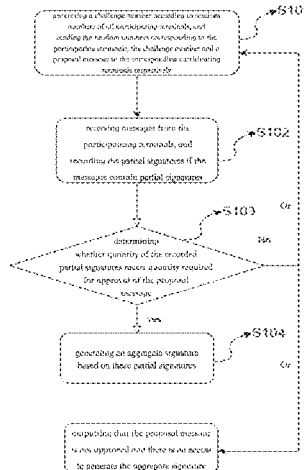 generating a challenge number according to random
numbers of all participating terminals, and
sending the random numbers corresponding to the
participating terminals, the challenge number and a
proposal message to the corresponding participating
terminals respectively
S10
receiving messages from the
participating terminals, and
recording the partial signatures if the
messages contain partial signatures
S102
S103
determining
whether quantity of the recorded
partial signatures meets quantity required
for approval of the proposal
message
Or
No
Yes
generating an aggregate signature
based on these partial signatures
S104
Or
outputting that the proposal message
is not approved and there is no access
to generate the aggregate signature